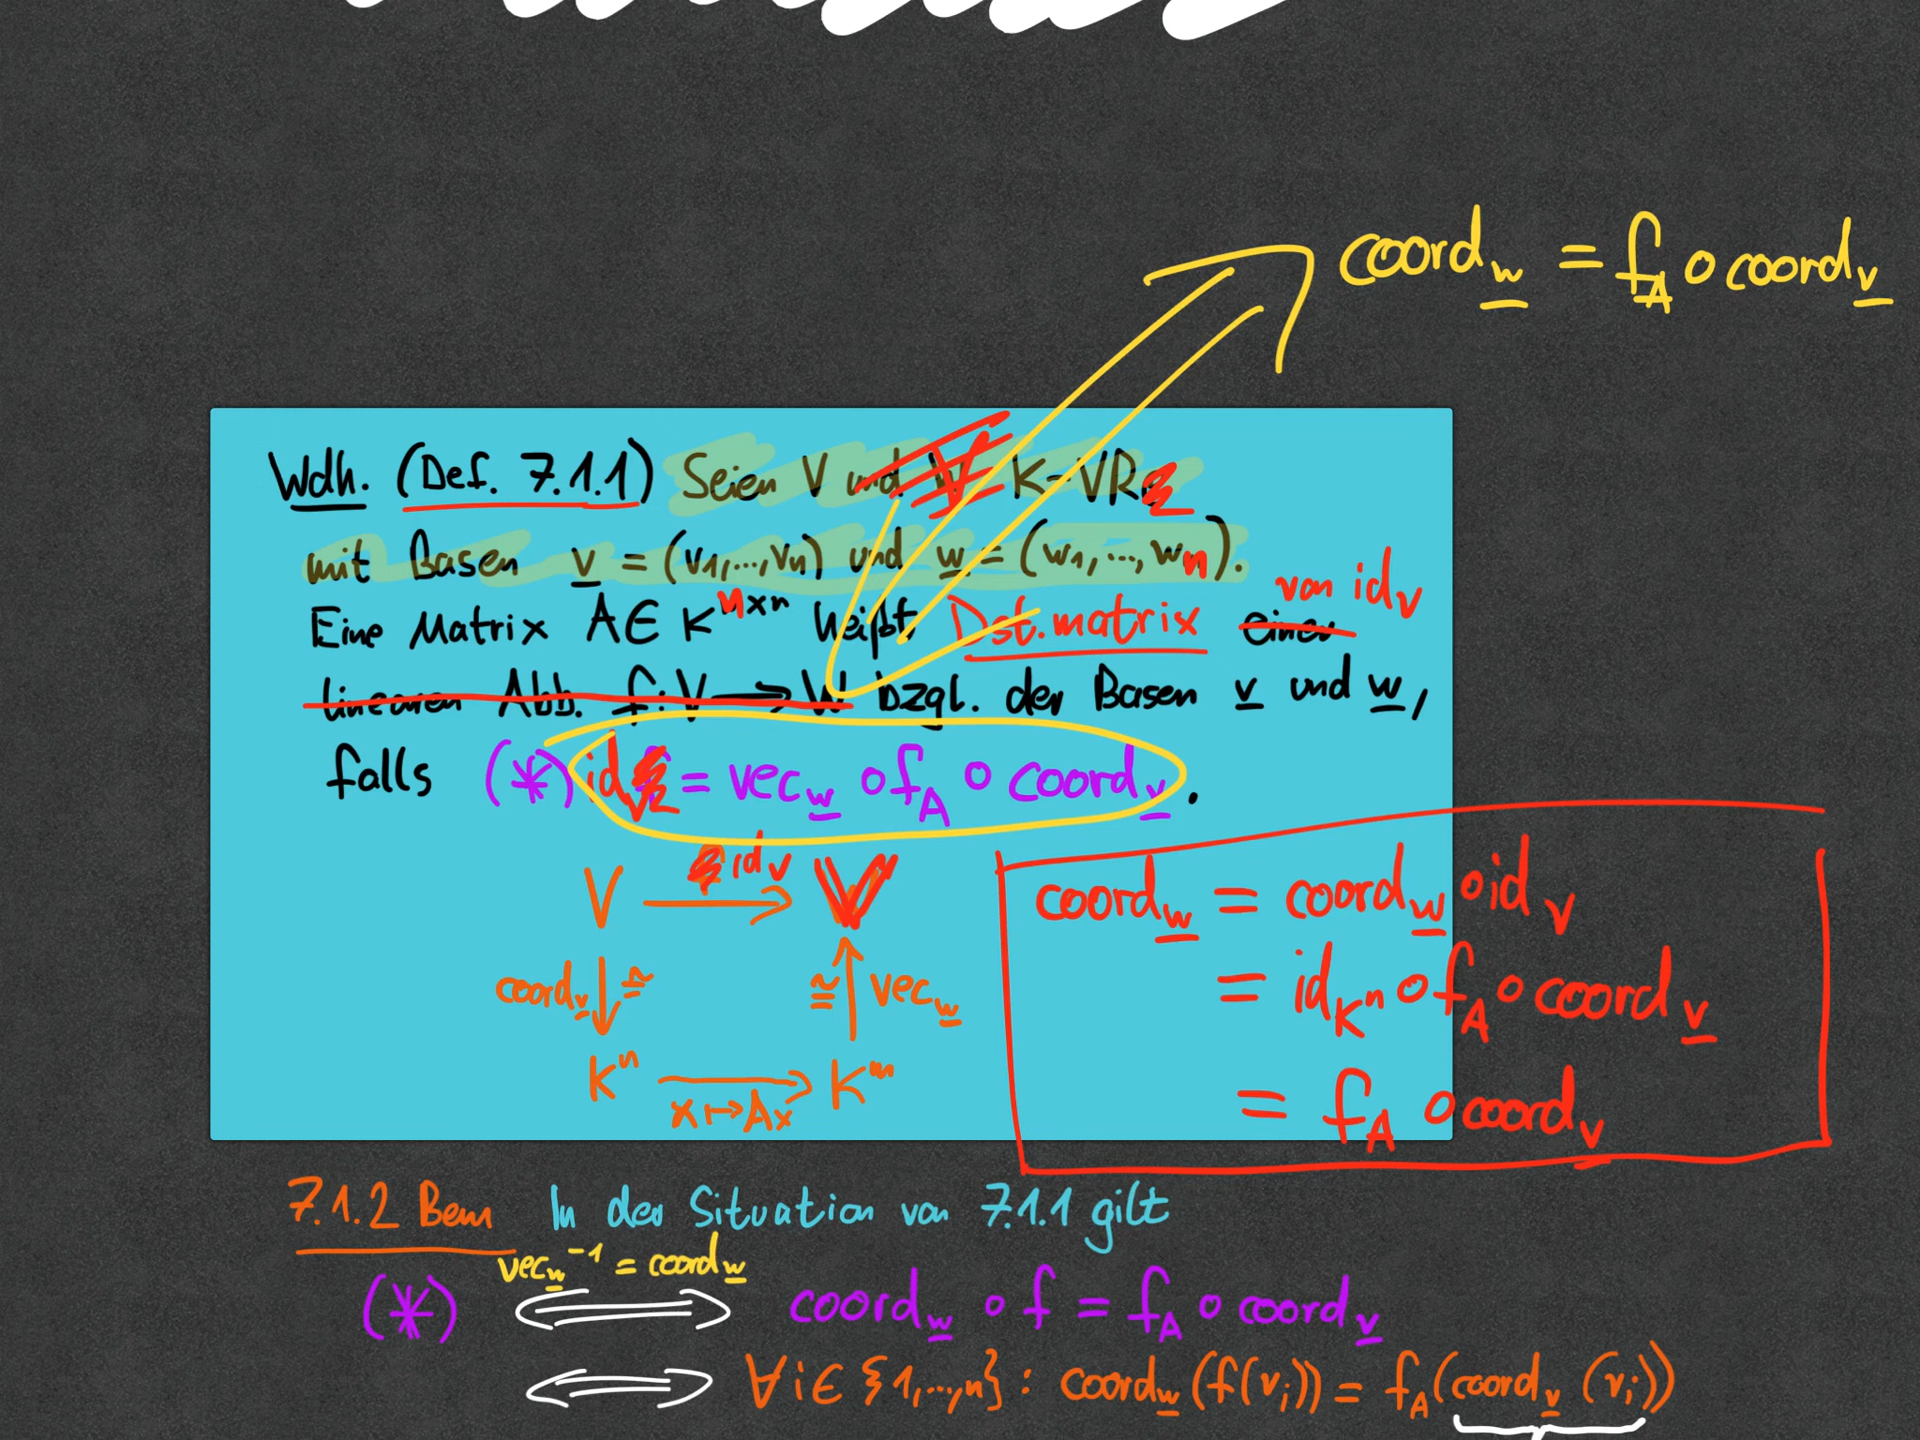 coord_w = f_A ∘ coord_v
Wdh. (Def. 7.1.1) Seien V und W K-VR
mit Basen v = (v1,...,vn) und w = (w1,...,wn).
von id_V
Eine Matrix A ∈ K^{n×n} heißt Dst.matrix einer
linearen Abb. f: V → W bzgl. der Basen v und w,
falls (*) id_V = vec_w ∘ f_A ∘ coord_v.
id_V
V → V
coord_w = coord_w ∘ id_V
coord_v ↓ ≅ ≅ ↑ vec_w
= id_{K^n} ∘ f_A ∘ coord_v
K^n → K^m
x ↦ Ax
= f_A ∘ coord_v
7.1.2 Bem In der Situation von 7.1.1 gilt
vec_w^{-1} = coord_w
(*) ⟺ coord_w ∘ f = f_A ∘ coord_v
⟺ ∀ i ∈ {1,...,n} : coord_w (f(v_i)) = f_A (coord_v (v_i))